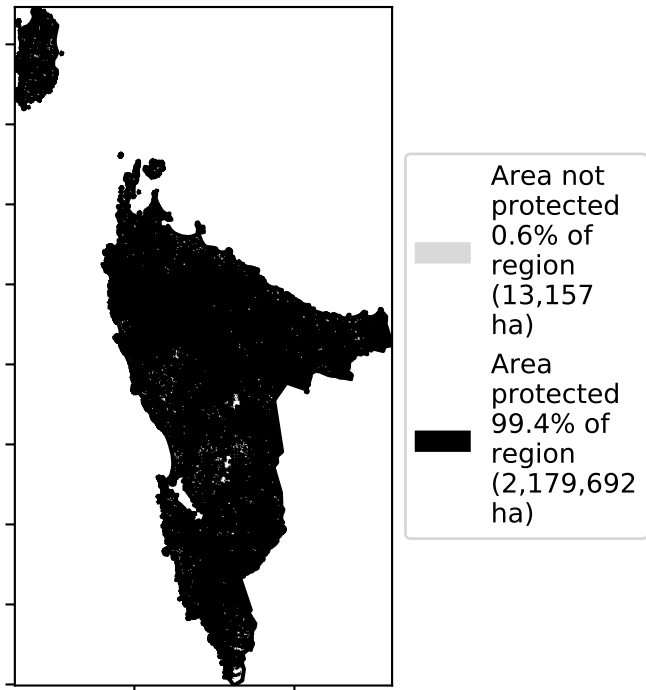 Area not
protected
0.6% of
region
(13,157
ha)
Area
protected
99.4% of
region
(2,179,692
ha)